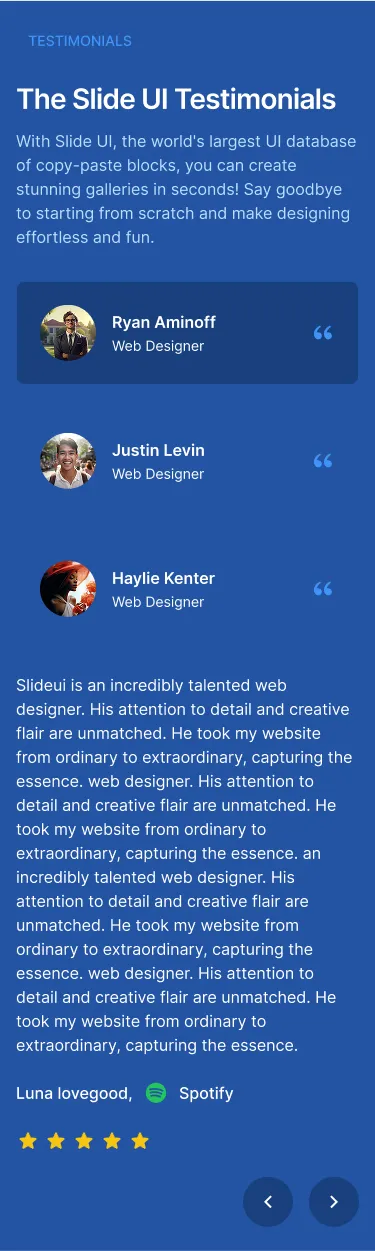 TESTIMONIALS
The Slide UI Testimonials
With Slide UI, the world's largest UI database
of copy-paste blocks, you can create
stunning galleries in seconds! Say goodbye
to starting from scratch and make designing
effortless and fun.
Ryan Aminoff
Web Designer
Justin Levin
Web Designer
Haylie Kenter
Web Designer
Slideui is an incredibly talented web
designer. His attention to detail and creative
flair are unmatched. He took my website
from ordinary to extraordinary, capturing the
essence. web designer. His attention to
detail and creative flair are unmatched. He
took my website from ordinary to
extraordinary, capturing the essence. an
incredibly talented web designer. His
attention to detail and creative flair are
unmatched. He took my website from
ordinary to extraordinary, capturing the
essence. web designer. His attention to
detail and creative flair are unmatched. He
took my website from ordinary to
extraordinary, capturing the essence.
Luna lovegood, Spotify